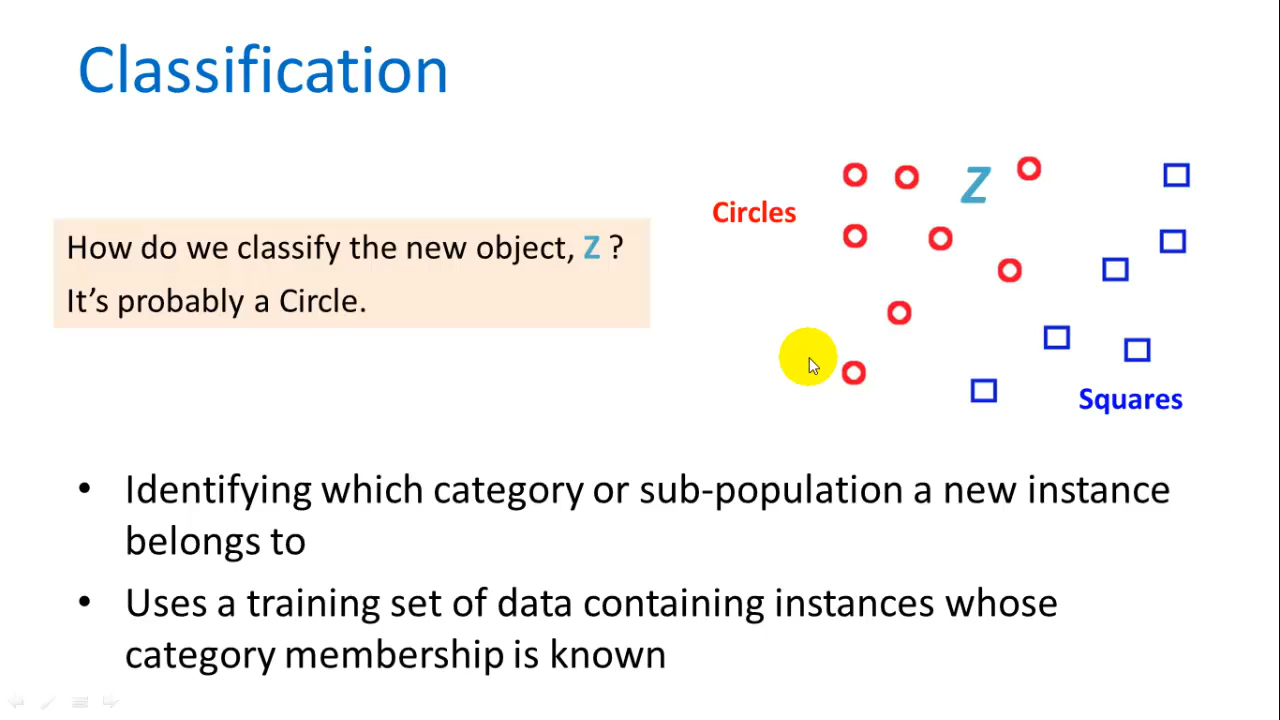 Classification
Circles
Z
How do we classify the new object, Z ?
It's probably a Circle.
Squares
• Identifying which category or sub-population a new instance
belongs to
• Uses a training set of data containing instances whose
category membership is known